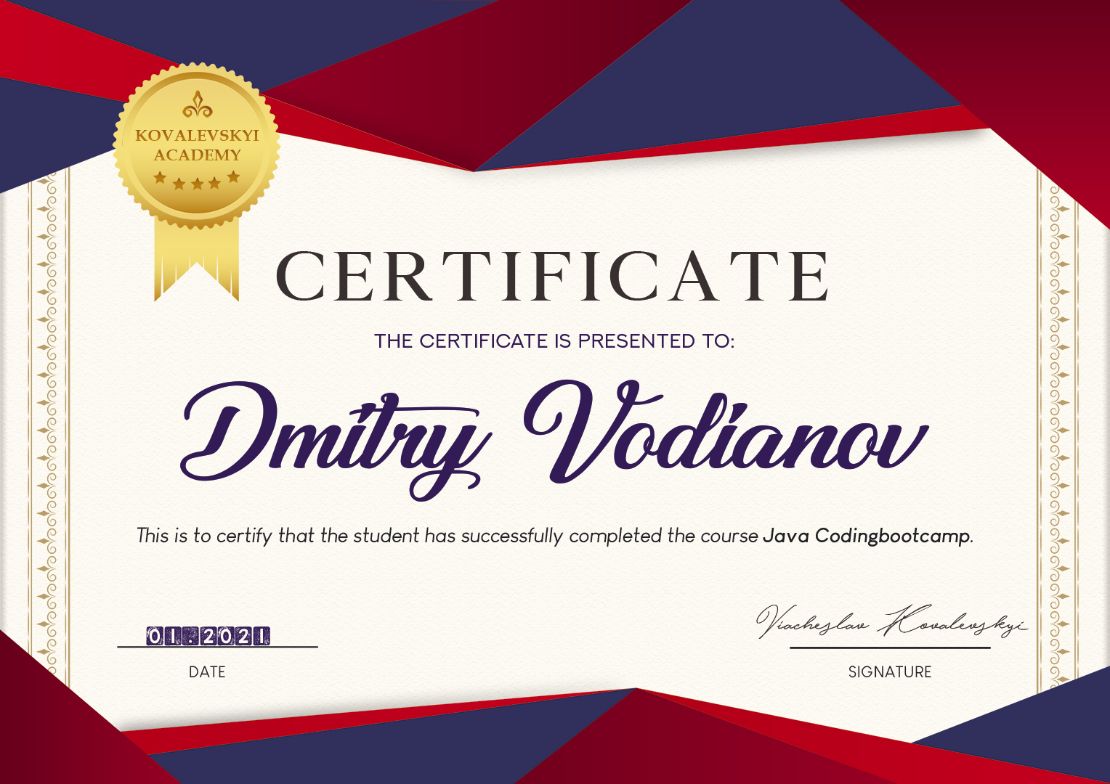 KOVALEVSKYI
ACADEMY
CERTIFICATE
THE CERTIFICATE IS PRESENTED TO:
Dmitry Vodianov
This is to certify that the student has successfully completed the course Java Codingbootcamp.
01.2021
Viacheslav Kovalevskyi
DATE
SIGNATURE